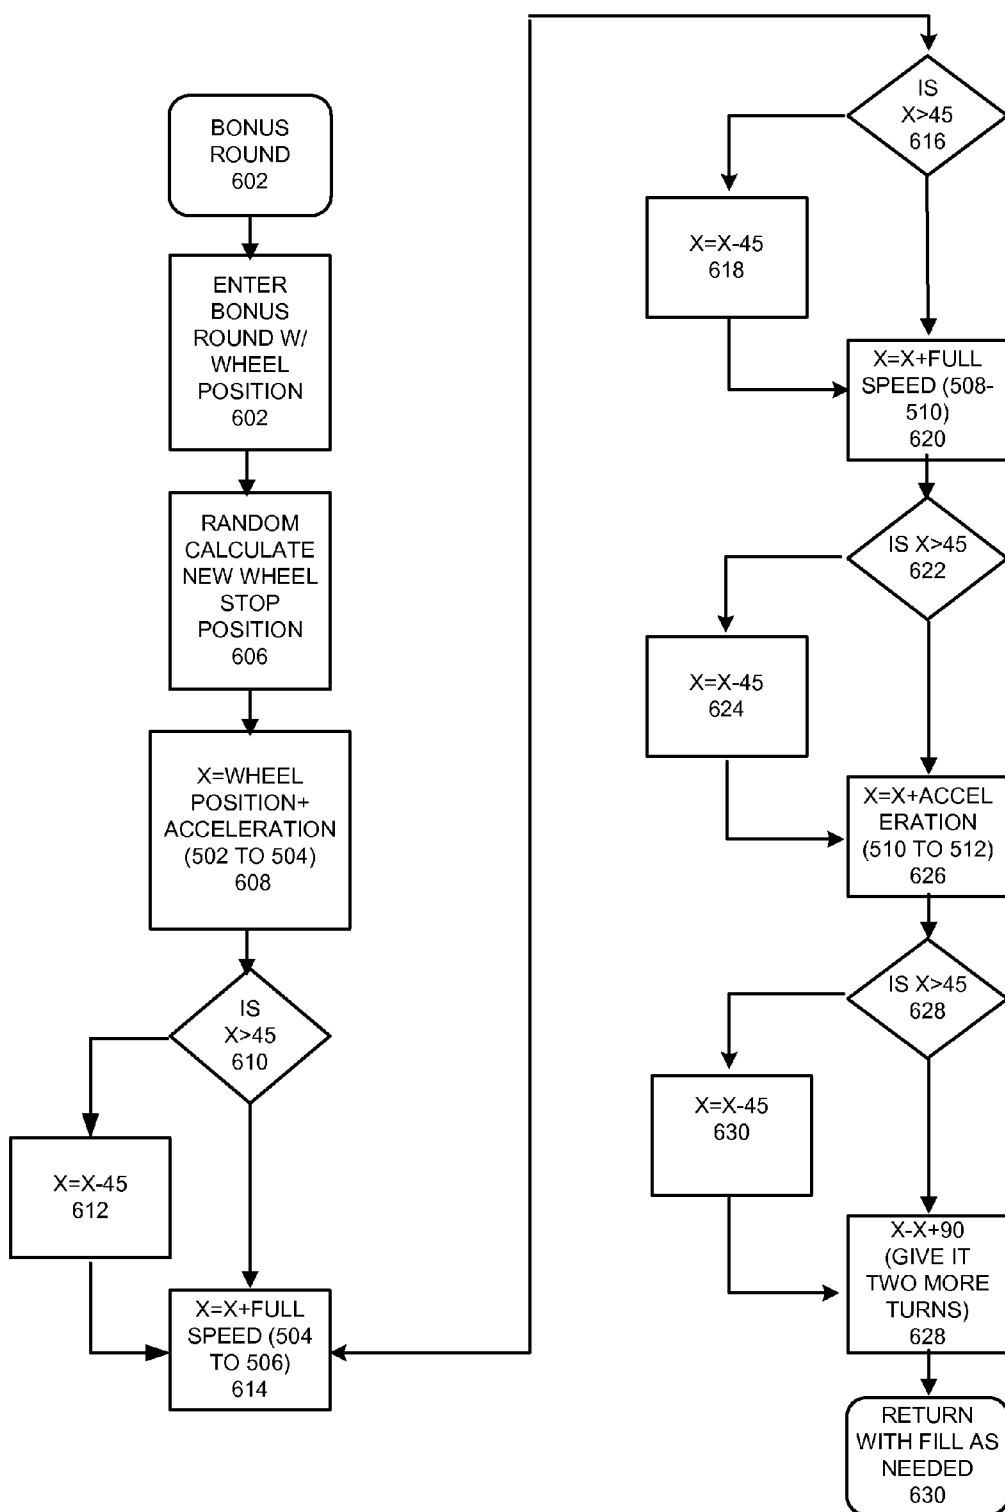 BONUS
ROUND
602
ENTER
BONUS
ROUND W/
WHEEL
POSITION
602
RANDOM
CALCULATE
NEW WHEEL
STOP
POSITION
606
X=WHEEL
POSITION+
ACCELERATION
(502 TO 504)
608
IS
X>45
610
X=X-45
612
X=X+FULL
SPEED (504
TO 506)
614
IS
X>45
616
X=X-45
618
X=X+FULL
SPEED (508-
510)
620
IS X>45
622
X=X-45
624
X=X+ACCEL
ERATION
(510 TO 512)
626
IS X>45
628
X=X-45
630
X-X+90
(GIVE IT
TWO MORE
TURNS)
628
RETURN
WITH FILL AS
NEEDED
630